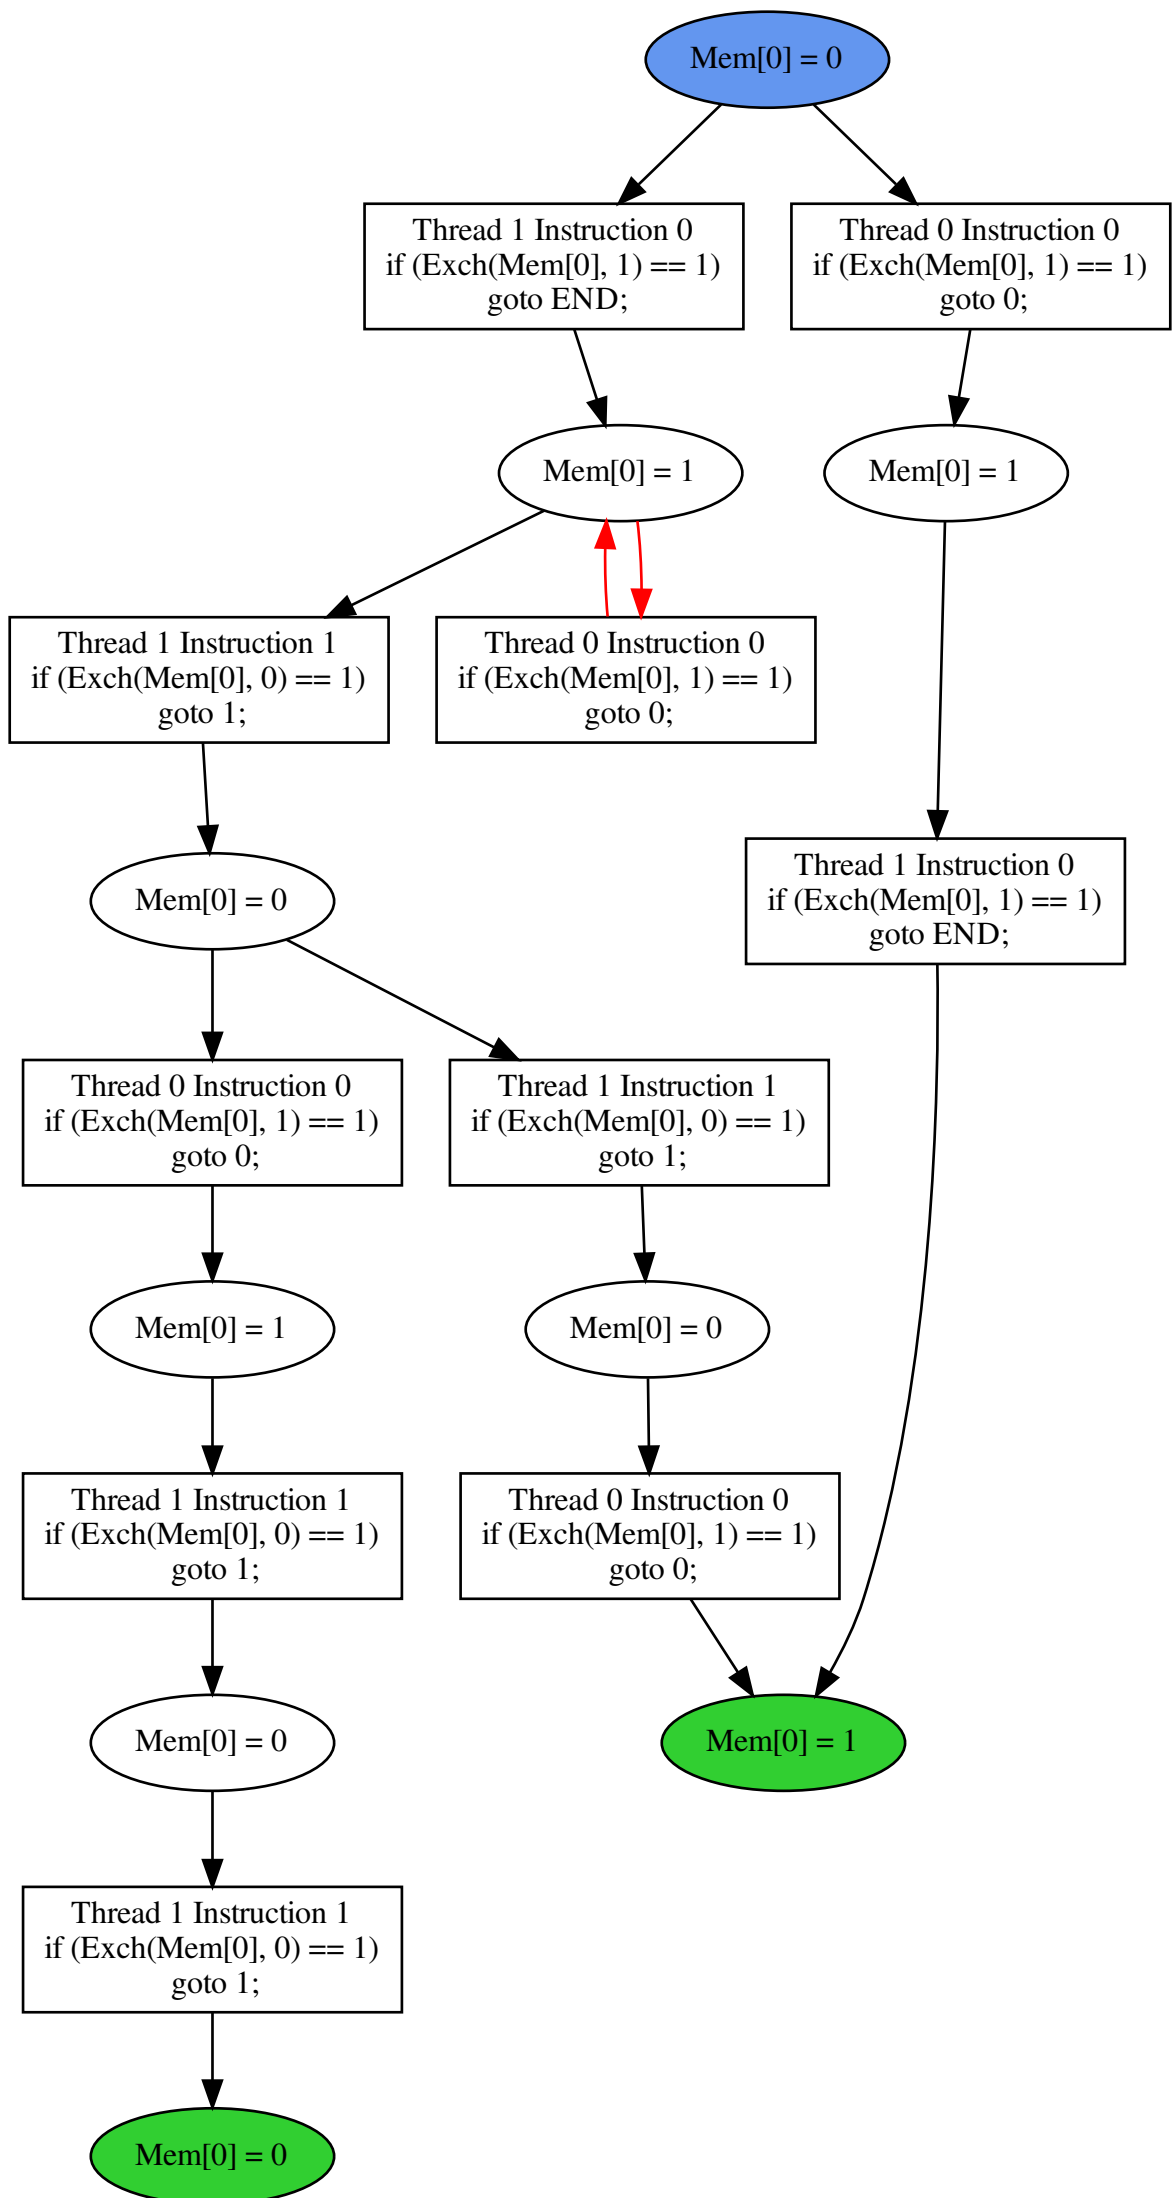 Mem[0] = 0
Thread 1 Instruction 0
if (Exch(Mem[0], 1) == 1)
goto END;
Thread 0 Instruction 0
if (Exch(Mem[0], 1) == 1)
goto 0;
Mem[0] = 1
Mem[0] = 1
Thread 1 Instruction 1
if (Exch(Mem[0], 0) == 1)
goto 1;
Thread 0 Instruction 0
if (Exch(Mem[0], 1) == 1)
goto 0;
Mem[0] = 0
Thread 1 Instruction 0
if (Exch(Mem[0], 1) == 1)
goto END;
Thread 0 Instruction 0
if (Exch(Mem[0], 1) == 1)
goto 0;
Thread 1 Instruction 1
if (Exch(Mem[0], 0) == 1)
goto 1;
Mem[0] = 1
Mem[0] = 0
Thread 1 Instruction 1
if (Exch(Mem[0], 0) == 1)
goto 1;
Thread 0 Instruction 0
if (Exch(Mem[0], 1) == 1)
goto 0;
Mem[0] = 0
Mem[0] = 1
Thread 1 Instruction 1
if (Exch(Mem[0], 0) == 1)
goto 1;
Mem[0] = 0